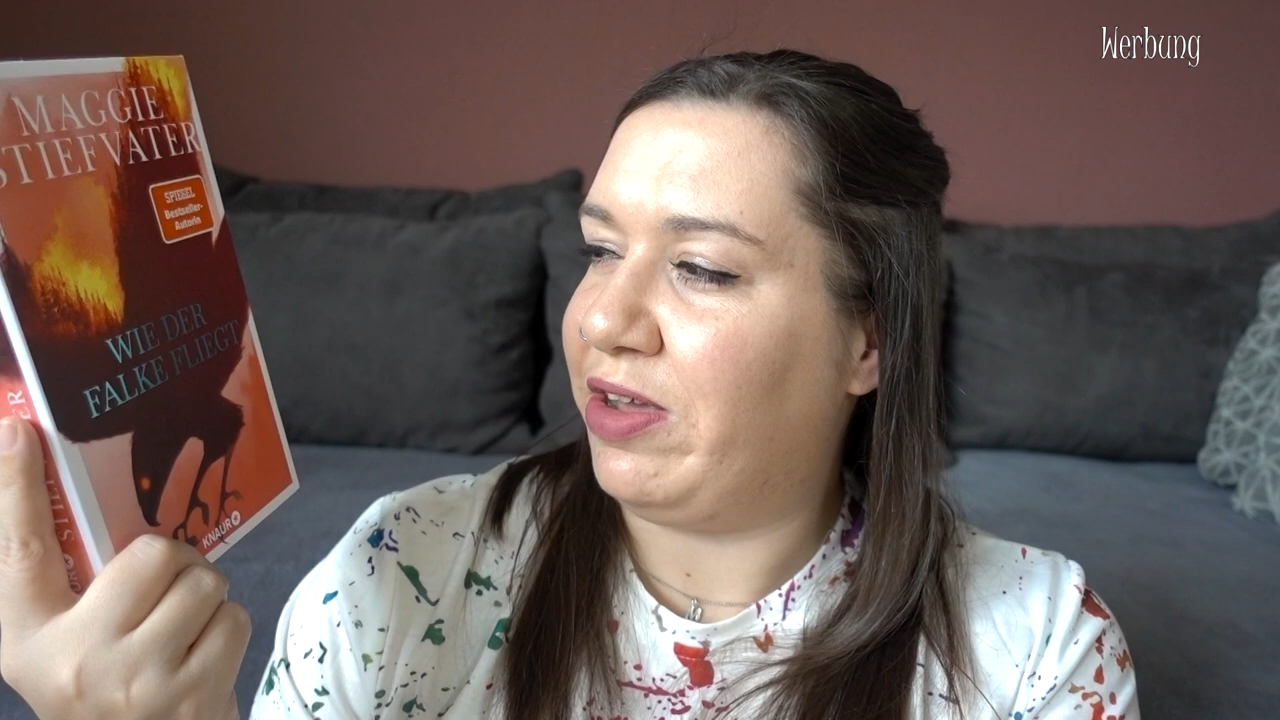 Werbung
MAGGIE
STIEFVATER
SPIEGEL
Bestseller-
Autorin
WIE DER
FALKE FLIEGT
KNAUR